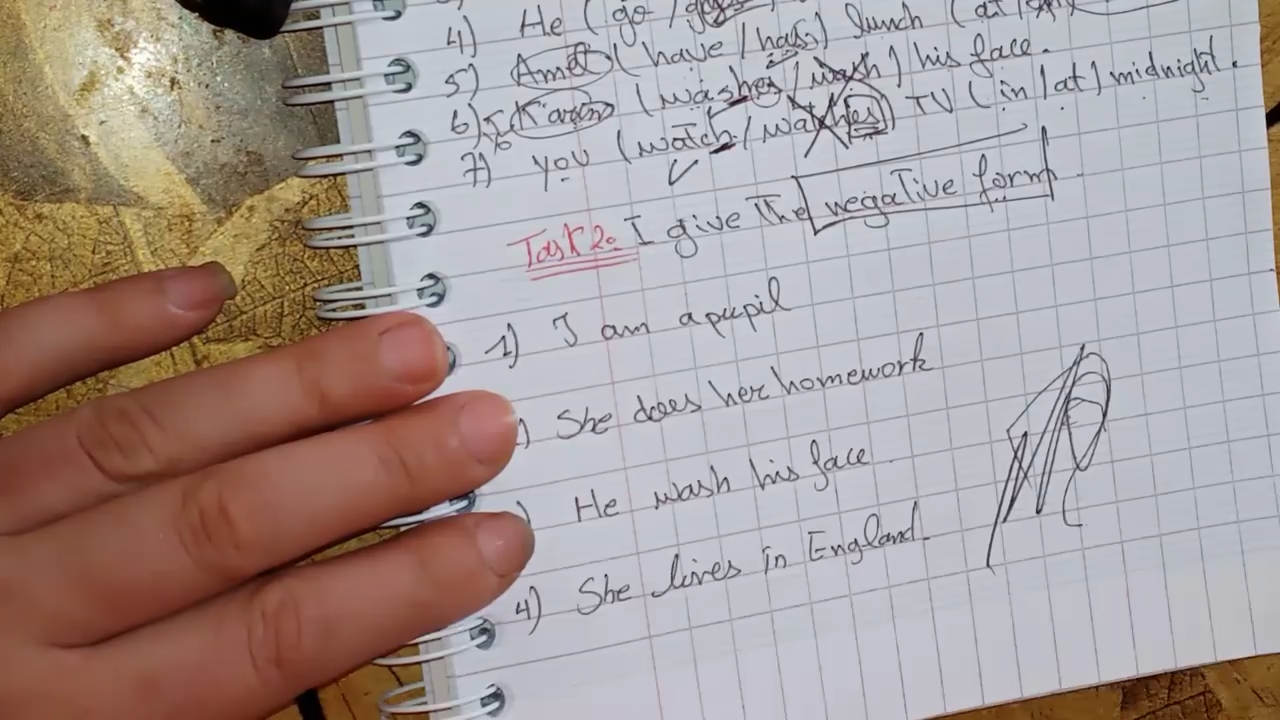 4) He (go / goes lunch (at /
5) Amel (have / has)
6) I Karim (washes / wash) his face.
7) you (watch / watches) TV (in / at) midnight.
Task 2: I give the negative form
1) I am a pupil
) She does her homework
) He wash his face
4) She lives in England.